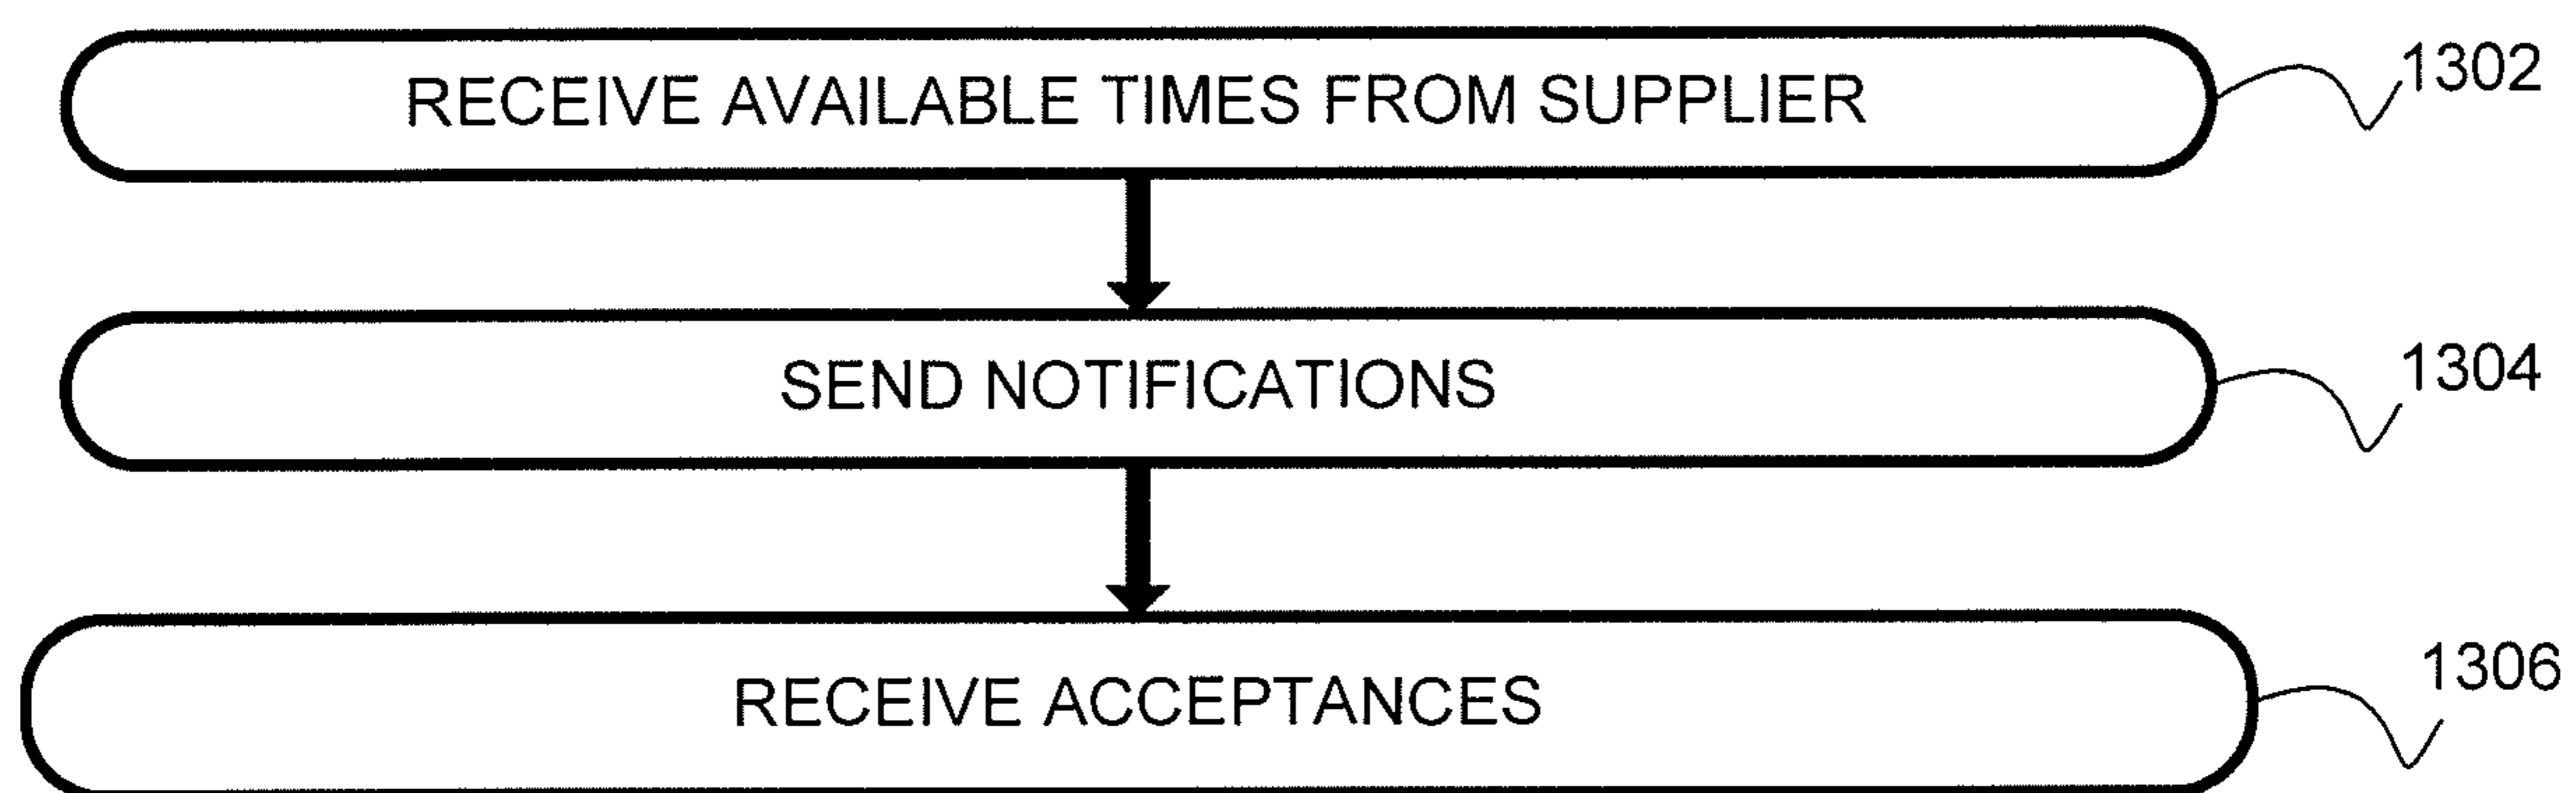 RECEIVE AVAILABLE TIMES FROM SUPPLIER
1302
SEND NOTIFICATIONS
1304
RECEIVE ACCEPTANCES
1306